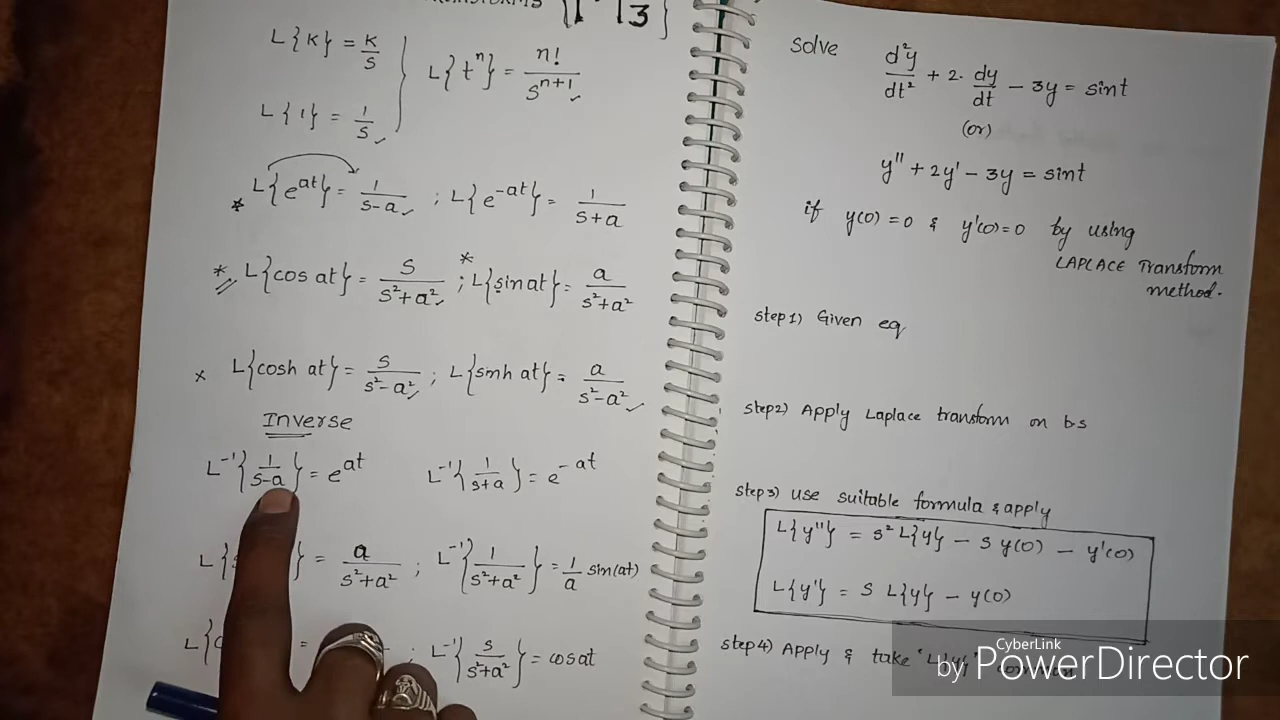 L{K} = K/s
L{tⁿ} = n!/sⁿ⁺¹
L{1} = 1/s
* L{e^at} = 1/(s-a) ; L{e^-at} = 1/(s+a)
* L{cos at} = s/(s²+a²) ; * L{sin at} = a/(s²+a²)
* L{cosh at} = s/(s²-a²) ; L{sinh at} = a/(s²-a²)
Inverse
L⁻¹{1/(s-a)} = e^at L⁻¹{1/(s+a)} = e^-at
= a/(s²+a²) ; L⁻¹{1/(s²+a²)} = 1/a sin(at)
; L⁻¹{s/(s²+a²)} = cosat
solve d²y/dt² + 2. dy/dt - 3y = sint
(or)
y'' + 2y' - 3y = sint
if y(0) = 0 & y'(0) = 0 by using
LAPLACE Transform
method.
step1) Given eq
step2) Apply Laplace transform on b.s
step3) use suitable formula & apply
L{y''} = s² L{y} - s y(0) - y'(0)
L{y'} = s L{y} - y(0)
step4) Apply & take
CyberLink
by PowerDirector